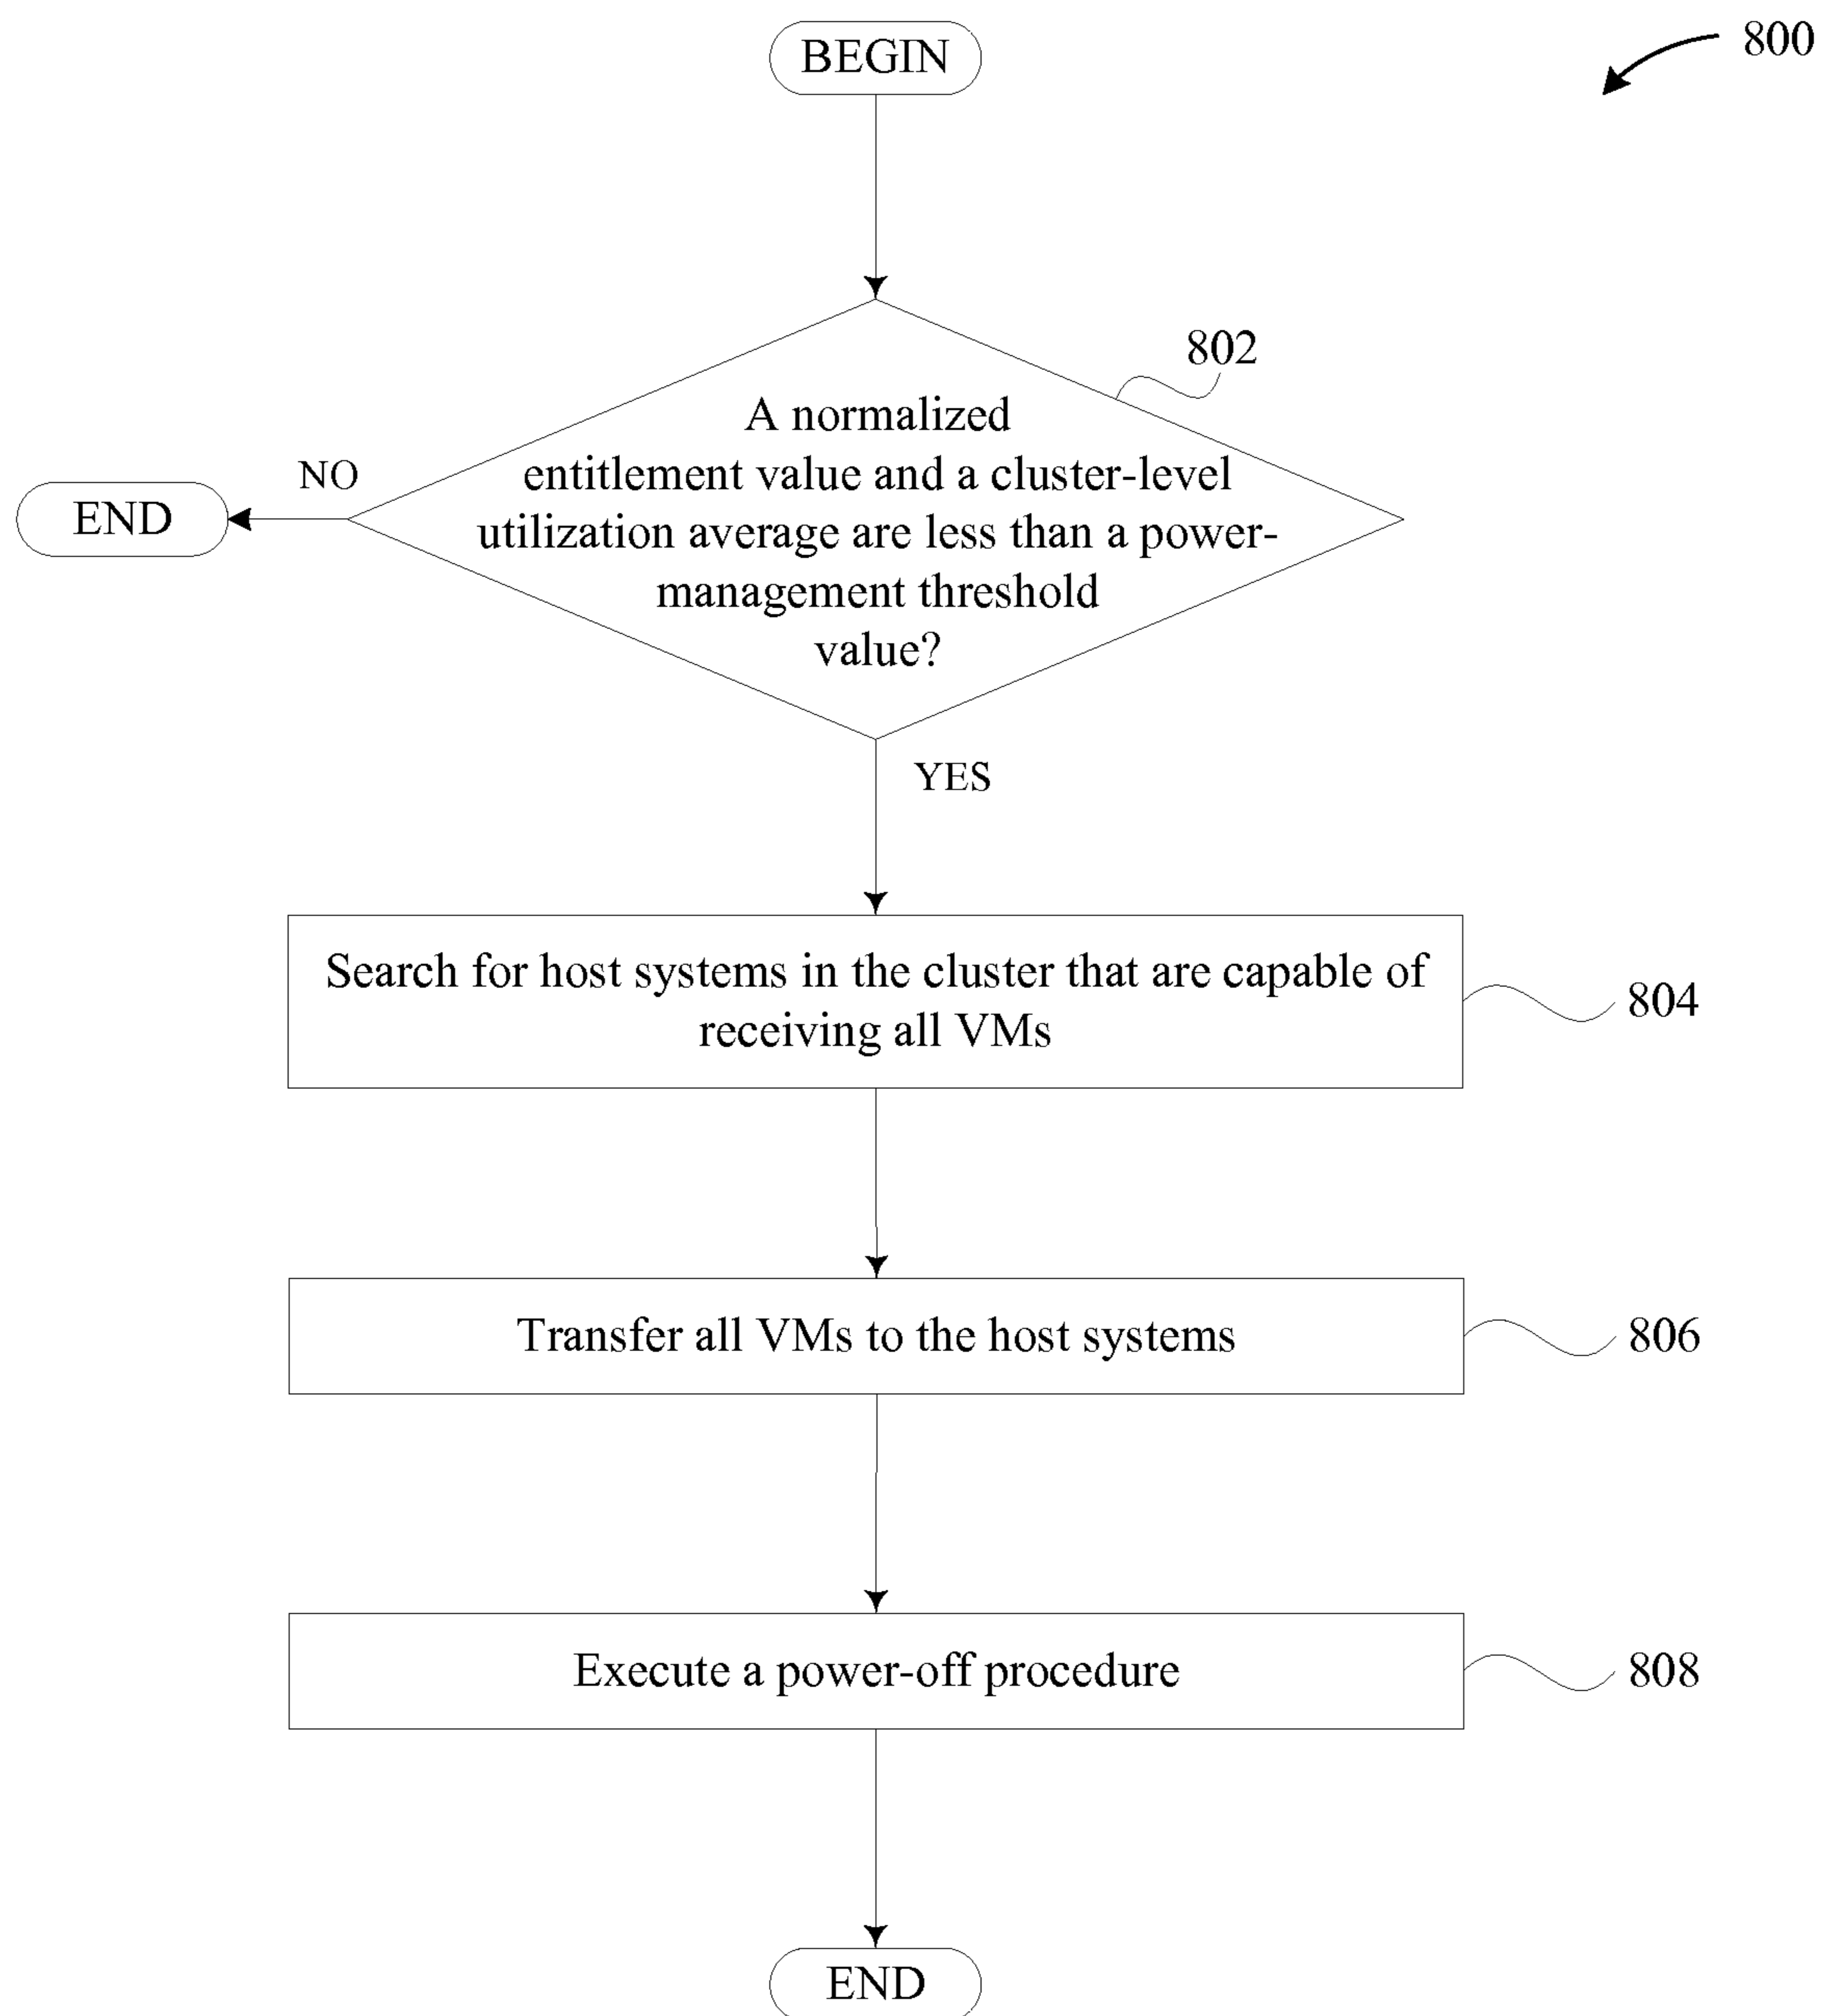 BEGIN
800
802
A normalized
entitlement value and a cluster-level
utilization average are less than a power-
management threshold
value?
NO
END
YES
Search for host systems in the cluster that are capable of
receiving all VMs
804
Transfer all VMs to the host systems
806
Execute a power-off procedure
808
END